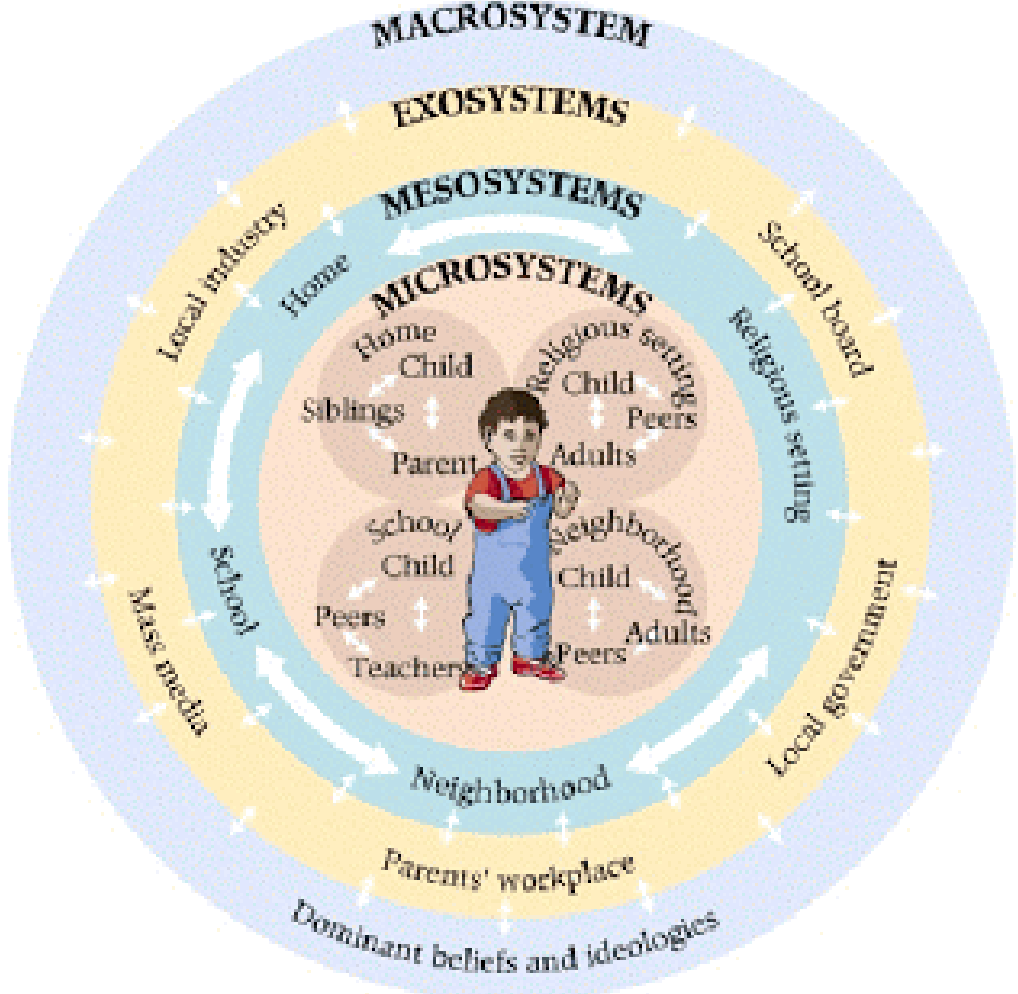 MACROSYSTEM
EXOSYSTEMS
MESOSYSTEMS
MICROSYSTEMS
Local industry
School board
Home
Religious setting
Home
Child
Siblings
Parent
Religious setting
Child
Peers
Adults
School
Child
Peers
Teachers
Neighborhood
Child
Adults
Peers
School
Mass media
Local government
Neighborhood
Parents' workplace
Dominant beliefs and ideologies